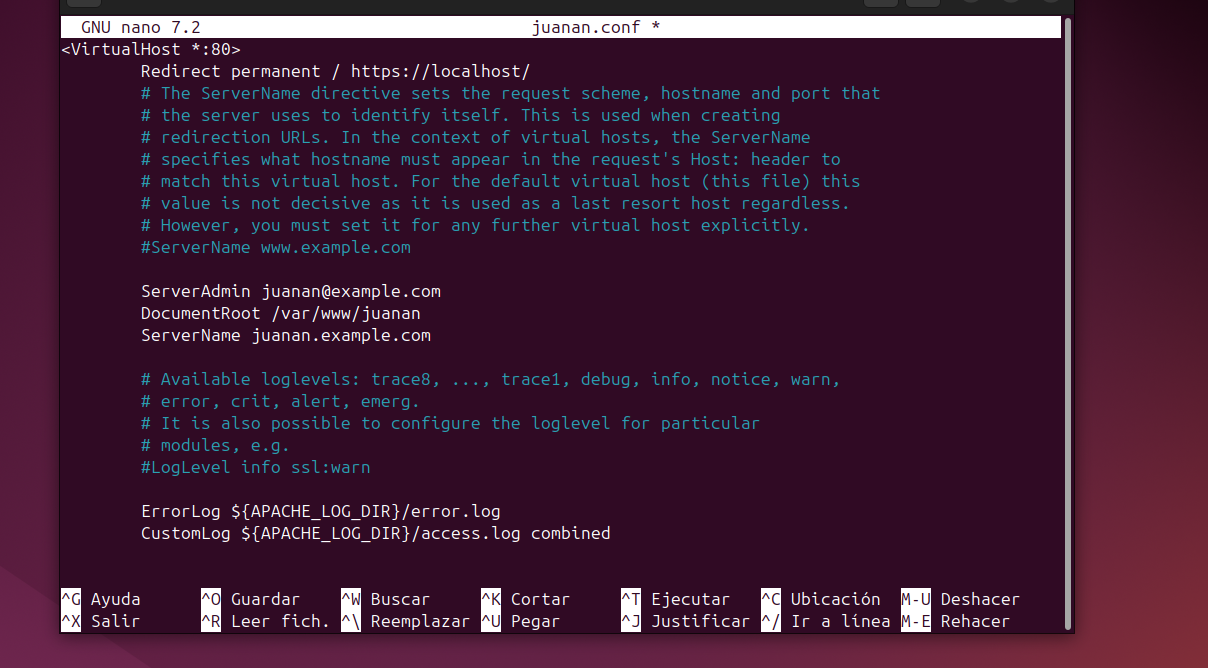 GNU nano 7.2 juanan.conf *
<VirtualHost *:80>
Redirect permanent / https://localhost/
# The ServerName directive sets the request scheme, hostname and port that
# the server uses to identify itself. This is used when creating
# redirection URLs. In the context of virtual hosts, the ServerName
# specifies what hostname must appear in the request's Host: header to
# match this virtual host. For the default virtual host (this file) this
# value is not decisive as it is used as a last resort host regardless.
# However, you must set it for any further virtual host explicitly.
#ServerName www.example.com
ServerAdmin juanan@example.com
DocumentRoot /var/www/juanan
ServerName juanan.example.com
# Available loglevels: trace8, ..., trace1, debug, info, notice, warn,
# error, crit, alert, emerg.
# It is also possible to configure the loglevel for particular
# modules, e.g.
#LogLevel info ssl:warn
ErrorLog ${APACHE_LOG_DIR}/error.log
CustomLog ${APACHE_LOG_DIR}/access.log combined
^G Ayuda ^O Guardar ^W Buscar ^K Cortar ^T Ejecutar ^C Ubicación M-U Deshacer
^X Salir ^R Leer fich. ^\ Reemplazar ^U Pegar ^J Justificar ^/ Ir a línea M-E Rehacer